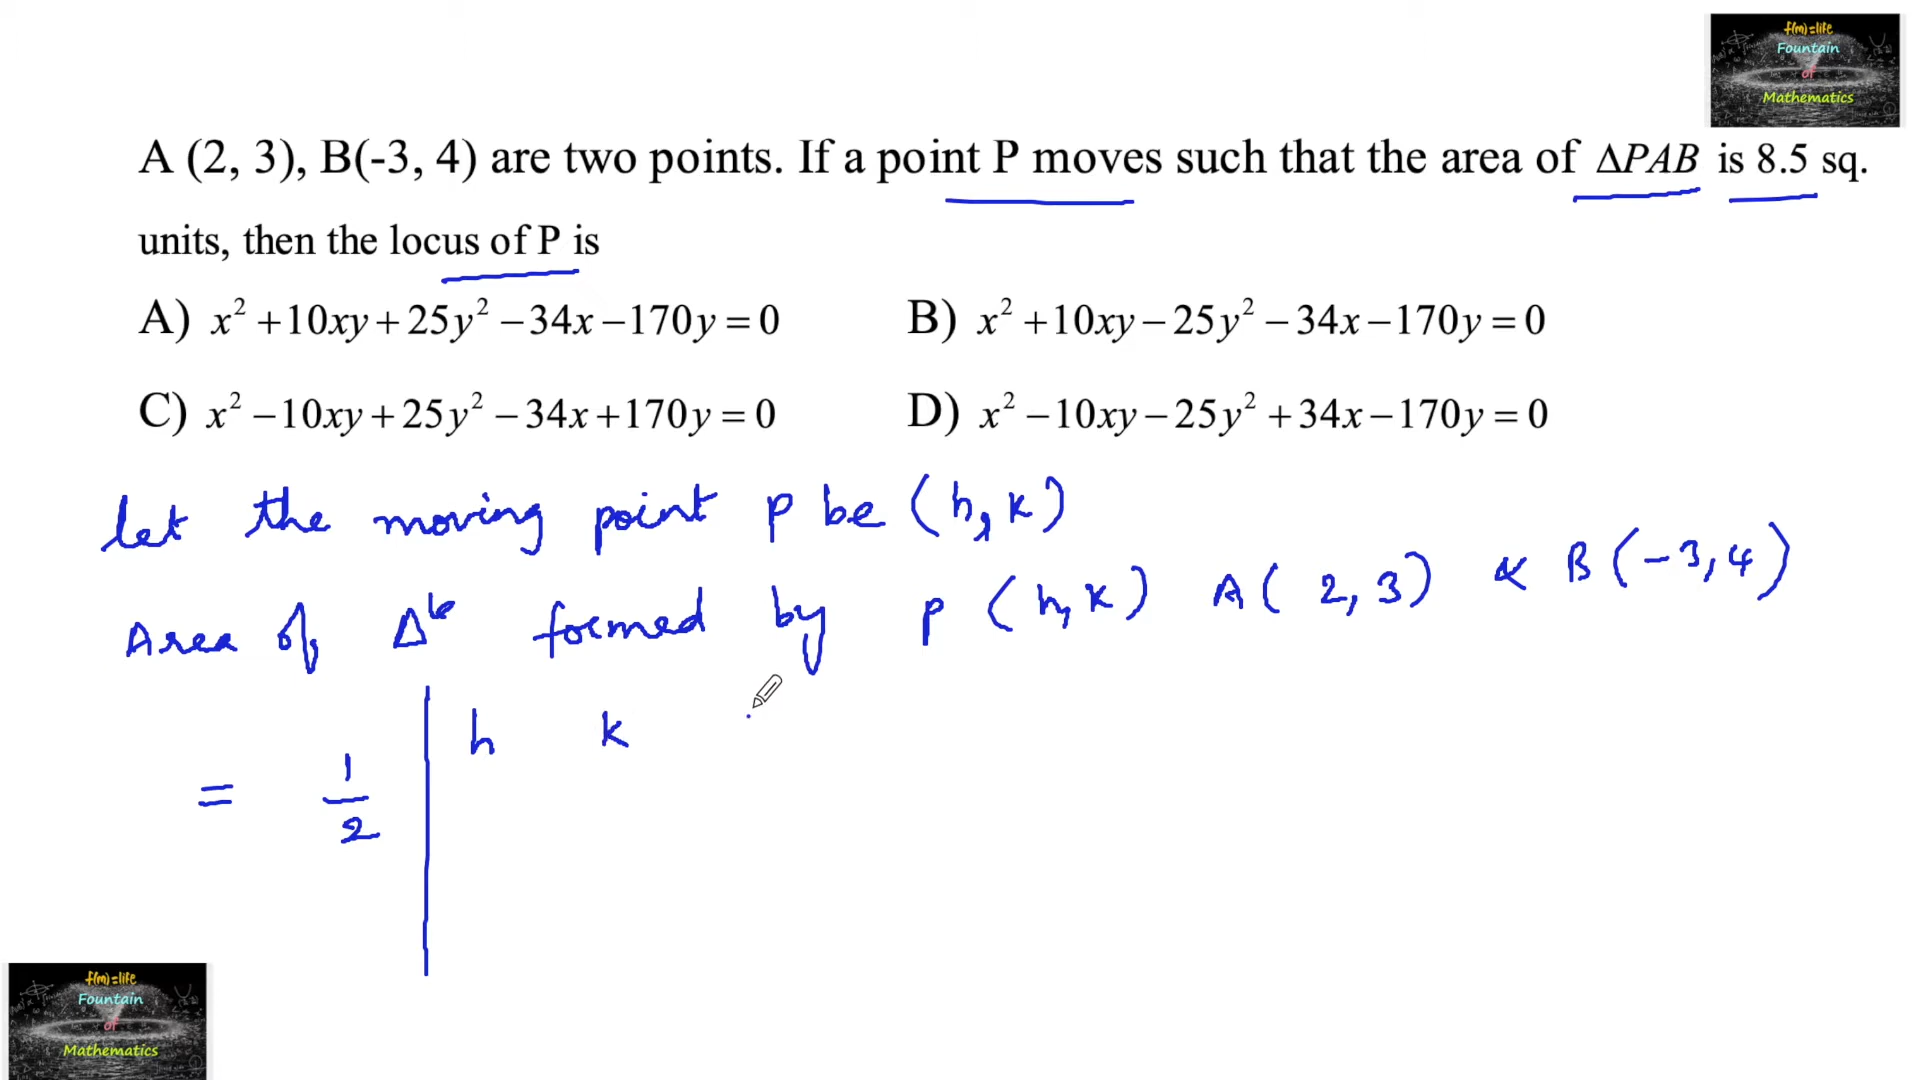 f(m)=life
Fountain
of
Mathematics
A (2, 3), B(-3, 4) are two points. If a point P moves such that the area of ΔPAB is 8.5 sq.
units, then the locus of P is
A) x² +10xy+25y² −34x−170y=0
B) x² +10xy−25y² −34x−170y=0
C) x² −10xy+25y² −34x+170y=0
D) x² −10xy−25y² +34x−170y=0
let the moving point P be (h, k)
Area of Δle formed by P (h, k) A( 2, 3) & B (-3, 4)
= 1/2 | h k
f(m)=life
Fountain
of
Mathematics